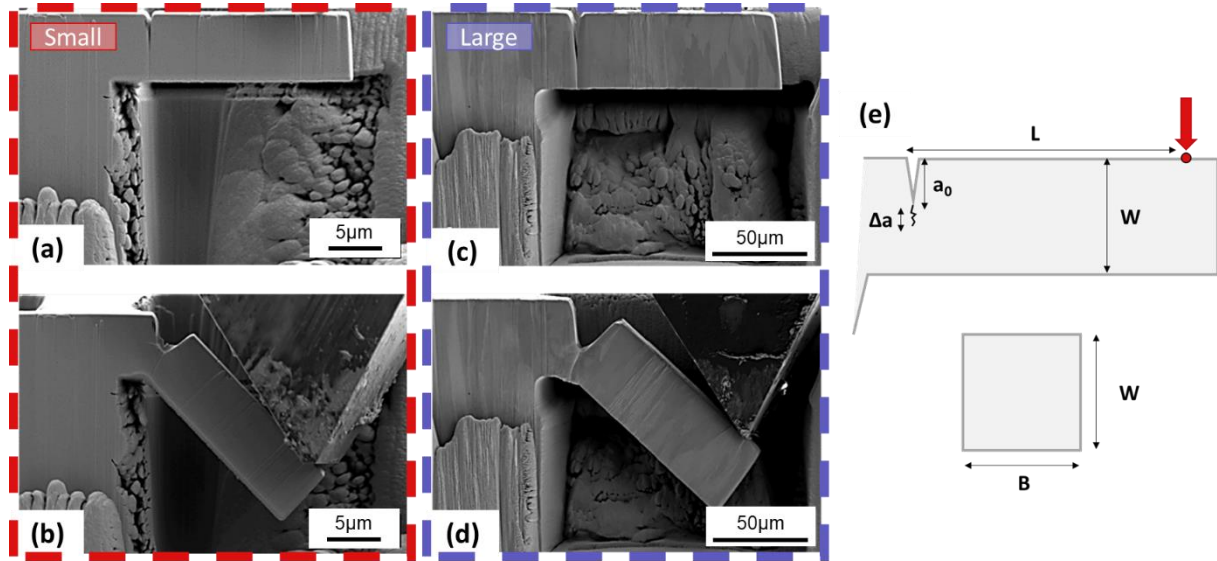 Small
(a)
5µm
Large
(c)
50µm
(b)
5µm
(d)
50µm
(e)
L
a₀
Δa
W
W
B